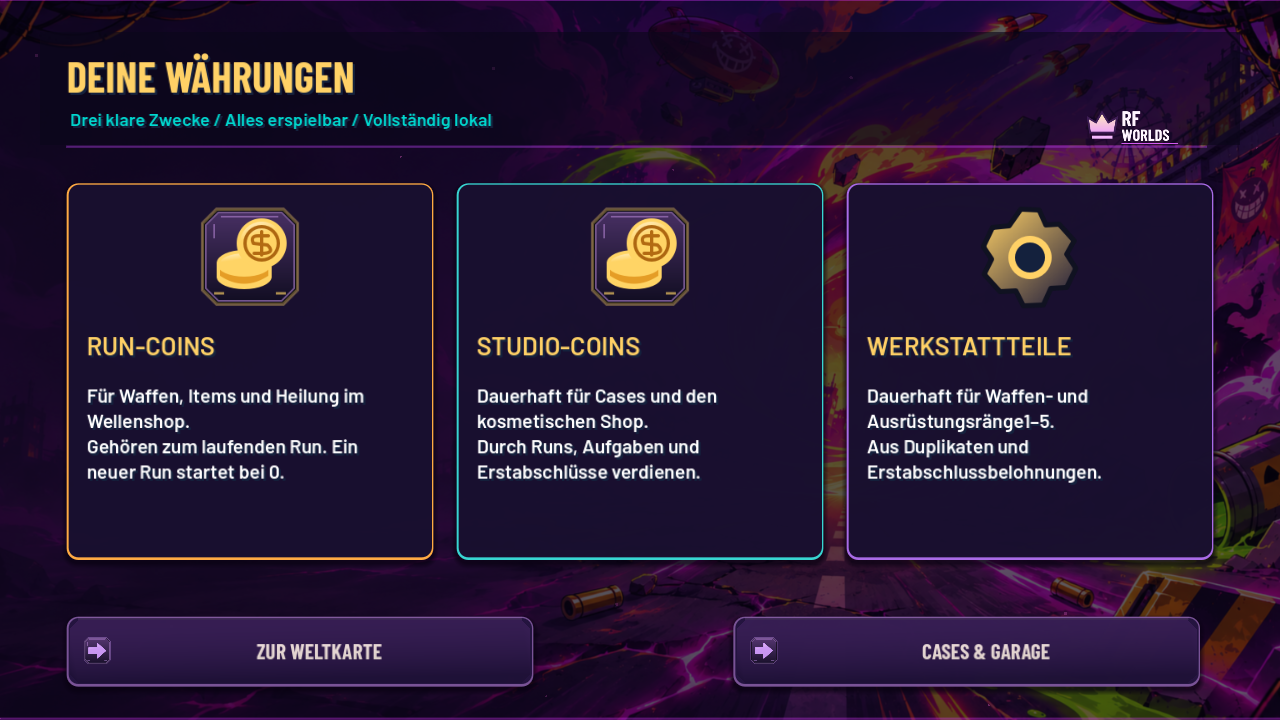 DEINE WÄHRUNGEN
Drei klare Zwecke / Alles erspielbar / Vollständig lokal
RF
WORLDS
RUN-COINS
Für Waffen, Items und Heilung im
Wellenshop.
Gehören zum laufenden Run. Ein
neuer Run startet bei 0.
STUDIO-COINS
Dauerhaft für Cases und den
kosmetischen Shop.
Durch Runs, Aufgaben und
Erstabschlüsse verdienen.
WERKSTATTTEILE
Dauerhaft für Waffen- und
Ausrüstungsränge1–5.
Aus Duplikaten und
Erstabschlussbelohnungen.
ZUR WELTKARTE
CASES & GARAGE